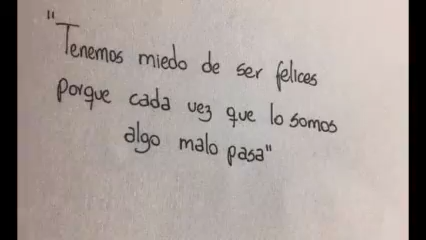 "Tenemos miedo de ser felices
porque cada vez que lo somos
algo malo pasa"